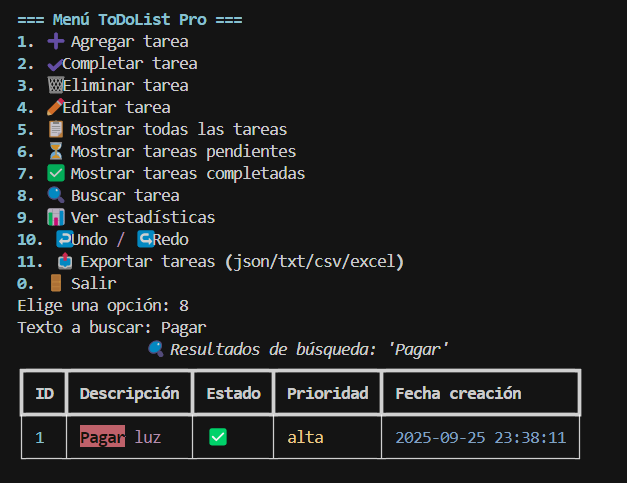 === Menú ToDoList Pro ===
1. ➕ Agregar tarea
2. ✔Completar tarea
3. 🗑Eliminar tarea
4. ✏Editar tarea
5. 📋 Mostrar todas las tareas
6. ⏳ Mostrar tareas pendientes
7. ✅ Mostrar tareas completadas
8. 🔍 Buscar tarea
9. 📊 Ver estadísticas
10. ↩Undo / ↪Redo
11. 📤 Exportar tareas (json/txt/csv/excel)
0. 🚪 Salir
Elige una opción: 8
Texto a buscar: Pagar
🔍 Resultados de búsqueda: 'Pagar'
ID Descripción Estado Prioridad Fecha creación
1 Pagar luz ✅ alta 2025-09-25 23:38:11